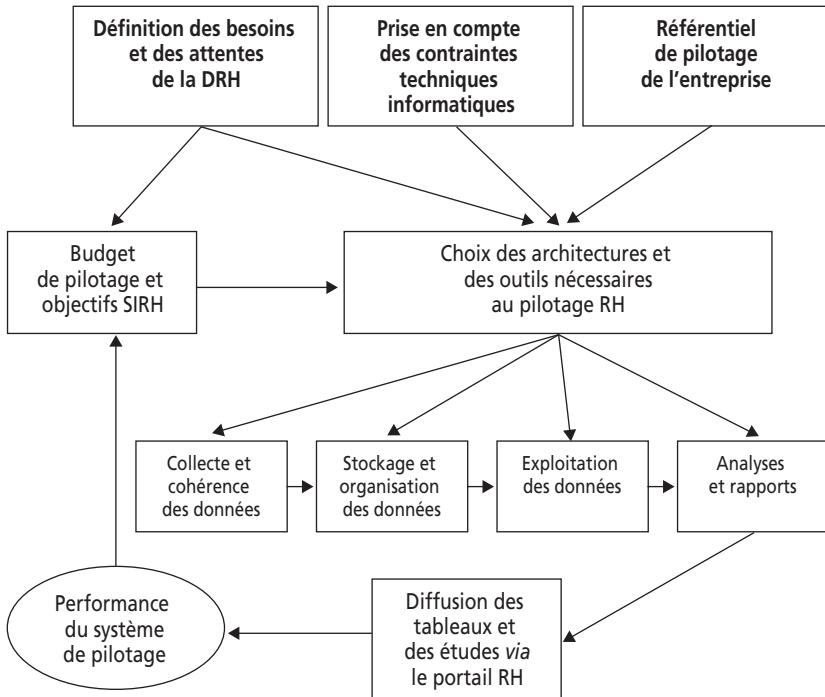 Définition des besoins
et des attentes
de la DRH
Prise en compte
des contraintes
techniques
informatiques
Référentiel
de pilotage
de l'entreprise
Budget
de pilotage et
objectifs SIRH
Choix des architectures et
des outils nécessaires
au pilotage RH
Collecte et
cohérence
des données
Stockage et
organisation
des données
Exploitation
des données
Analyses
et rapports
Performance
du système
de pilotage
Diffusion des
tableaux et
des études via
le portail RH